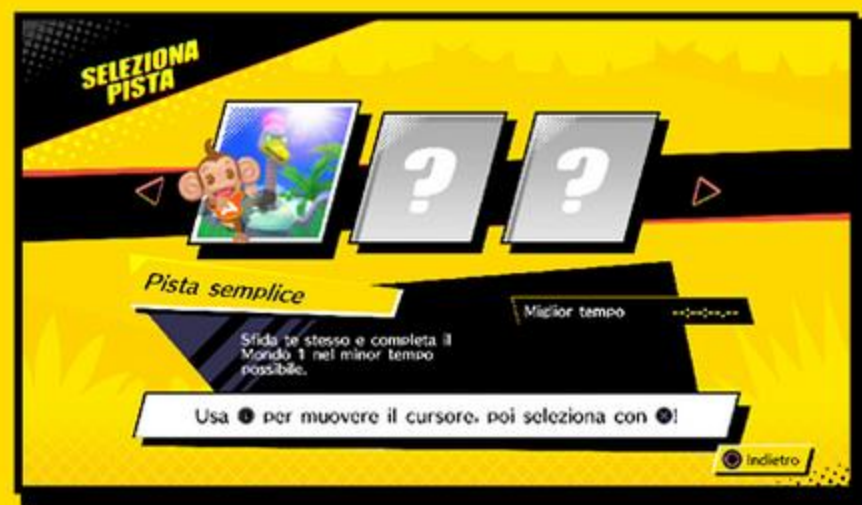 SELEZIONA
PISTA
?
?
Pista semplice
Miglior tempo --:--:--.--
Sfida te stesso e completa il
Mondo 1 nel minor tempo
possibile.
Usa L per muovere il cursore, poi seleziona con ⊗!
Indietro